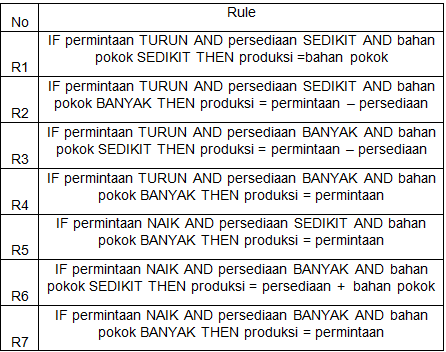 No Rule
R1 IF permintaan TURUN AND persediaan SEDIKIT AND bahan
pokok SEDIKIT THEN produksi =bahan pokok
R2 IF permintaan TURUN AND persediaan SEDIKIT AND bahan
pokok BANYAK THEN produksi = permintaan – persediaan
R3 IF permintaan TURUN AND persediaan BANYAK AND bahan
pokok SEDIKIT THEN produksi = permintaan – persediaan
R4 IF permintaan TURUN AND persediaan BANYAK AND bahan
pokok BANYAK THEN produksi = permintaan
R5 IF permintaan NAIK AND persediaan SEDIKIT AND bahan
pokok BANYAK THEN produksi = permintaan
R6 IF permintaan NAIK AND persediaan BANYAK AND bahan
pokok SEDIKIT THEN produksi = persediaan + bahan pokok
R7 IF permintaan NAIK AND persediaan BANYAK AND bahan
pokok BANYAK THEN produksi = permintaan